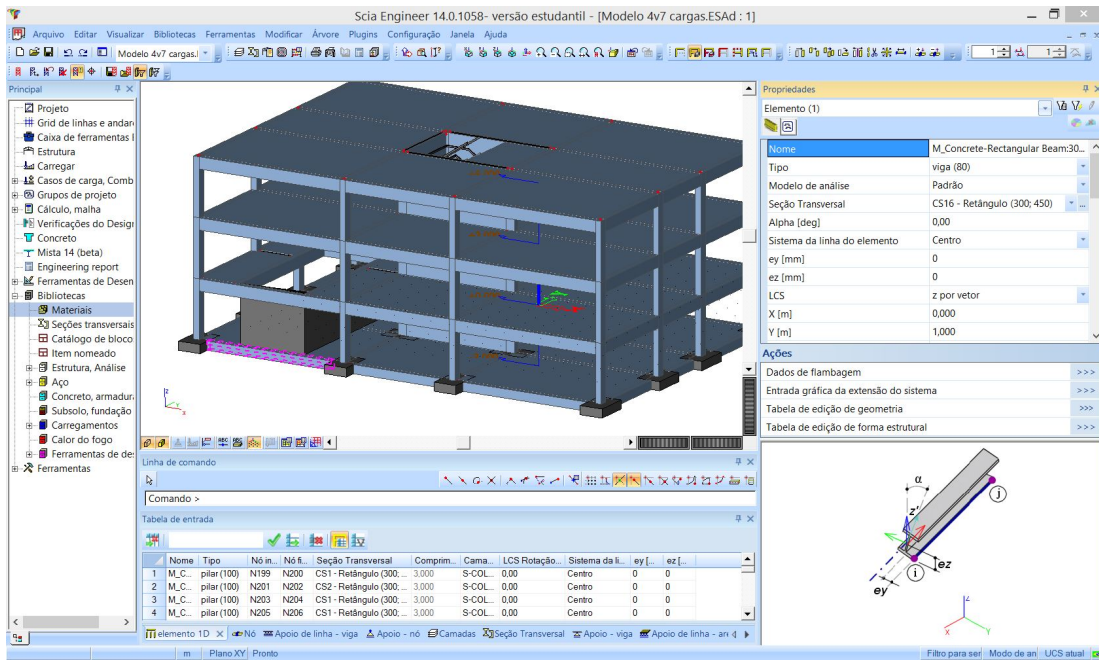 Scia Engineer 14.0.1058- versão estudantil - [Modelo 4v7 cargas.ESAd : 1]
Arquivo Editar Visualizar Bibliotecas Ferramentas Modificar Árvore Plugins Configuração Janela Ajuda
Modelo 4v7 cargas.l
1
1
Principal
Projeto
Grid de linhas e andare
Caixa de ferramentas l
Estrutura
Carregar
Casos de carga, Comb
Grupos de projeto
Cálculo, malha
Verificações do Design
Concreto
Mista 14 (beta)
Engineering report
Ferramentas de Desen
Bibliotecas
Materiais
Seções transversais
Catálogo de bloco
Item nomeado
Estrutura, Análise
Aço
Concreto, armadura
Subsolo, fundação
Carregamentos
Calor do fogo
Ferramentas de de
Ferramentas
Propriedades
Elemento (1)
Nome M_Concrete-Rectangular Beam:30...
Tipo viga (80)
Modelo de análise Padrão
Seção Transversal CS16 - Retângulo (300; 450) ...
Alpha [deg] 0,00
Sistema da linha do elemento Centro
ey [mm] 0
ez [mm] 0
LCS z por vetor
X [m] 0,000
Y [m] 1,000
Ações
Dados de flambagem >>>
Entrada gráfica da extensão do sistema >>>
Tabela de edição de geometria >>>
Tabela de edição de forma estrutural >>>
α
z'
j
i
ez
ey
z
x
y
z
y
x
Linha de comando
Comando >
Tabela de entrada
Nome Tipo Nó in... Nó fi... Seção Transversal Comprim... Cama... LCS Rotação... Sistema da li... ey [... ez [...
1 M_C... pilar (100) N199 N200 CS1 - Retângulo (300; ... 3,000 S-COL... 0,00 Centro 0 0
2 M_C... pilar (100) N201 N202 CS2 - Retângulo (300; ... 3,000 S-COL... 0,00 Centro 0 0
3 M_C... pilar (100) N203 N204 CS1 - Retângulo (300; ... 3,000 S-COL... 0,00 Centro 0 0
4 M_C... pilar (100) N205 N206 CS1 - Retângulo (300; ... 3,000 S-COL... 0,00 Centro 0 0
elemento 1D Nó Apoio de linha - viga Apoio - nó Camadas Seção Transversal Apoio - viga Apoio de linha - are
m Plano XY Pronto Filtro para ser Modo de an UCS atual